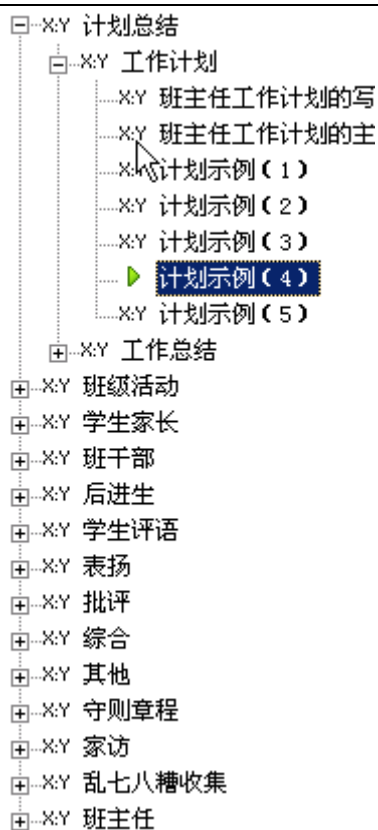 X:Y 计划总结
X:Y 工作计划
X:Y 班主任工作计划的写
X:Y 班主任工作计划的主
计划示例(1)
X:Y 计划示例(2)
X:Y 计划示例(3)
计划示例(4)
X:Y 计划示例(5)
X:Y 工作总结
X:Y 班级活动
X:Y 学生家长
X:Y 班干部
X:Y 后进生
X:Y 学生评语
X:Y 表扬
X:Y 批评
X:Y 综合
X:Y 其他
X:Y 守则章程
X:Y 家访
X:Y 乱七八糟收集
X:Y 班主任